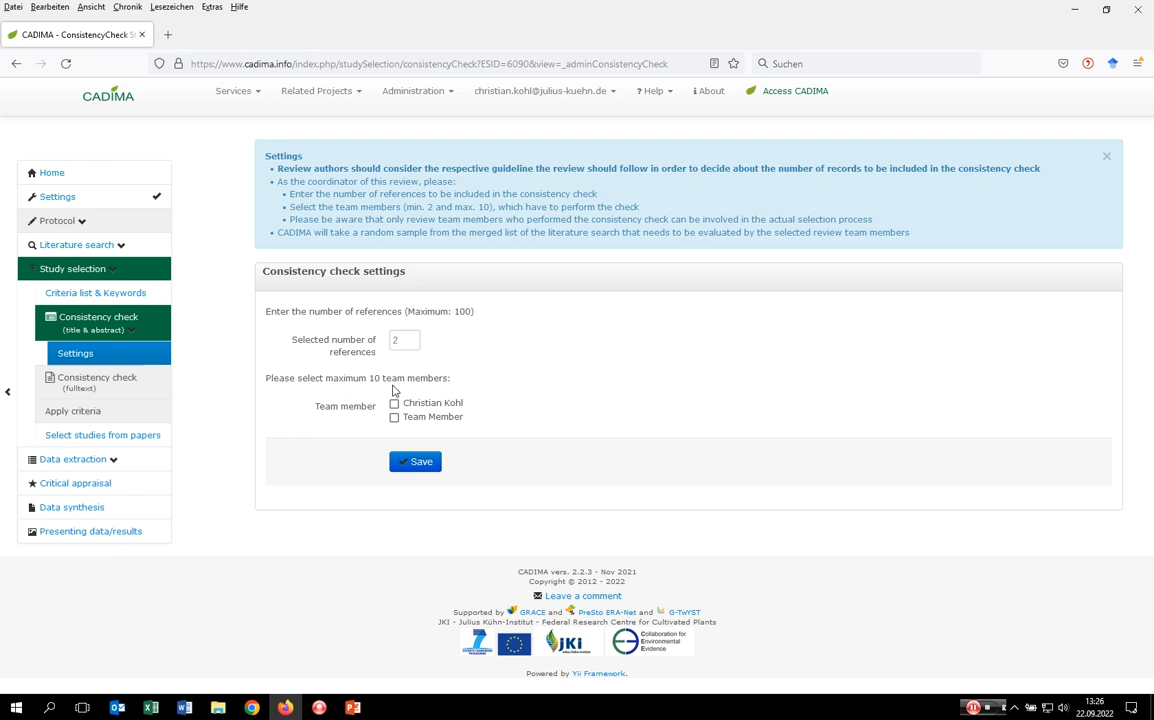 Datei Bearbeiten Ansicht Chronik Lesezeichen Extras Hilfe
CADIMA - ConsistencyCheck
https://www.cadima.info/index.php/studySelection/consistencyCheck?ESID=6090&view=_adminConsistencyCheck
Suchen
CADIMA
Services
Related Projects
Administration
christian.kohl@julius-kuehn.de
? Help
About
Access CADIMA
Settings
• Review authors should consider the respective guideline the review should follow in order to decide about the number of records to be included in the consistency check
• As the coordinator of this review, please:
• Enter the number of references to be included in the consistency check
• Select the team members (min. 2 and max. 10), which have to perform the check
• Please be aware that only review team members who performed the consistency check can be involved in the actual selection process
• CADIMA will take a random sample from the merged list of the literature search that needs to be evaluated by the selected review team members
Home
Settings
Protocol
Literature search
Study selection
Criteria list & Keywords
Consistency check
(title & abstract)
Settings
Consistency check
(fulltext)
Apply criteria
Select studies from papers
Data extraction
Critical appraisal
Data synthesis
Presenting data/results
Consistency check settings
Enter the number of references (Maximum: 100)
Selected number of
references
2
Please select maximum 10 team members:
Team member
Christian Kohl
Team Member
Save
CADIMA vers. 2.2.3 - Nov 2021
Copyright © 2012 - 2022
Leave a comment
Supported by GRACE and PreSto ERA-Net and G-TwYST
JKI - Julius Kühn-Institut - Federal Research Centre for Cultivated Plants
JKI
Collaboration for
Environmental
Evidence
Powered by Yii Framework.
13:26
22.09.2022